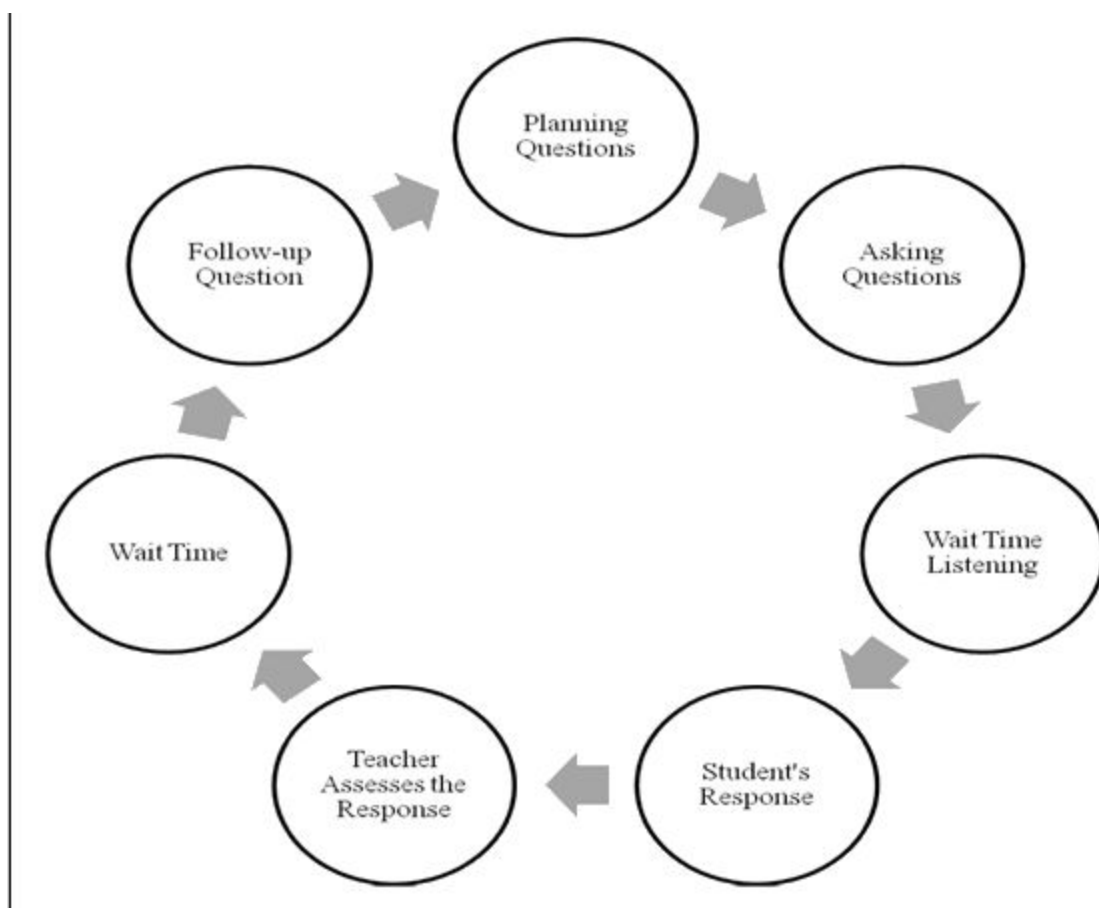 Planning
Questions
Asking
Questions
Wait Time
Listening
Student's
Response
Teacher
Assesses the
Response
Wait Time
Follow-up
Question